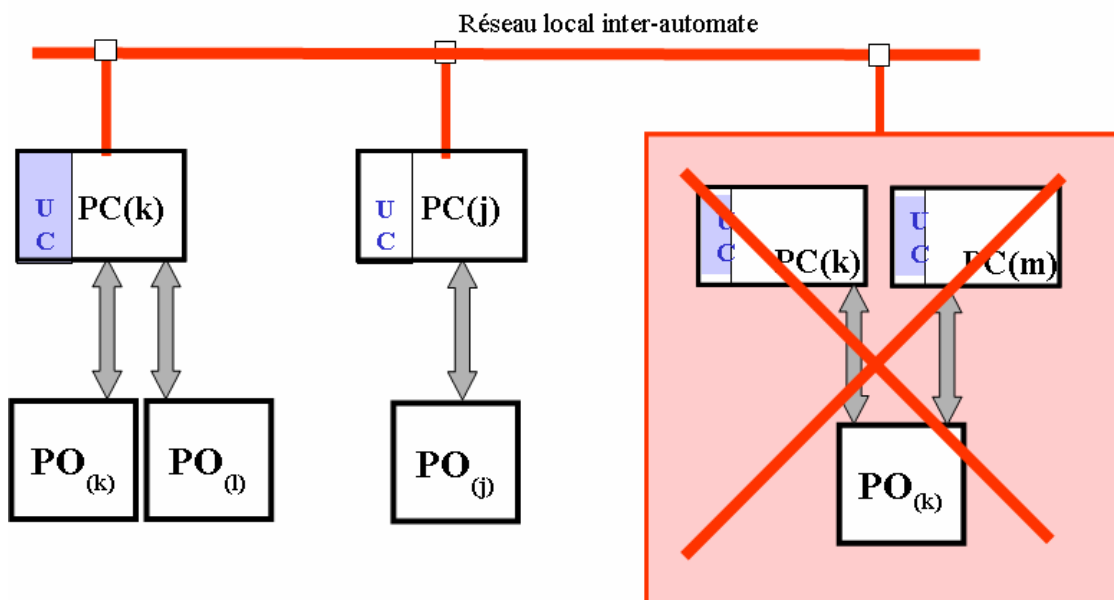 Réseau local inter-automate
U
C
PC(k)
U
C
PC(j)
U
C
PC(k)
U
C
PC(m)
PO(k)
PO(l)
PO(j)
PO(k)